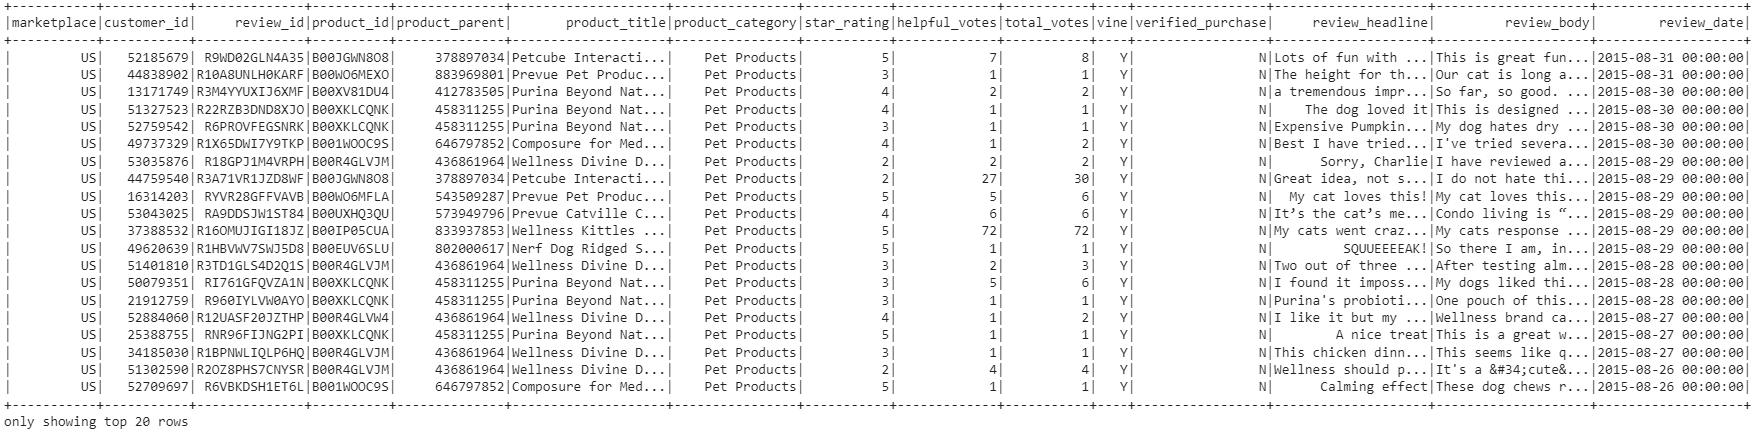 +-----------+-----------+--------------+----------+--------------+--------------------+----------------+-----------+-------------+-----------+----+-----------------+--------------------+--------------------+-------------------+
|marketplace|customer_id|     review_id|product_id|product_parent|       product_title|product_category|star_rating|helpful_votes|total_votes|vine|verified_purchase|     review_headline|         review_body|        review_date|
+-----------+-----------+--------------+----------+--------------+--------------------+----------------+-----------+-------------+-----------+----+-----------------+--------------------+--------------------+-------------------+
|         US|   52185679| R9WD02GLN4A35|B00JGWN8O8|     378897034|Petcube Interacti...|    Pet Products|          5|            7|          8|   Y|                N|Lots of fun with ...|This is great fun...|2015-08-31 00:00:00|
|         US|   44838902|R10A8UNLH0KARF|B00WO6MEXO|     883969801|Prevue Pet Produc...|    Pet Products|          3|            1|          1|   Y|                N|The height for th...|Our cat is long a...|2015-08-31 00:00:00|
|         US|   13171749|R3M4YYUXIJ6XMF|B00XV81DU4|     412783505|Purina Beyond Nat...|    Pet Products|          4|            2|          2|   Y|                N|a tremendous impr...|So far, so good. ...|2015-08-30 00:00:00|
|         US|   51327523|R22RZB3DND8XJO|B00XKLCQNK|     458311255|Purina Beyond Nat...|    Pet Products|          4|            1|          1|   Y|                N|    The dog loved it|This is designed ...|2015-08-30 00:00:00|
|         US|   52759542| R6PROVFEGSNRK|B00XKLCQNK|     458311255|Purina Beyond Nat...|    Pet Products|          3|            1|          1|   Y|                N|Expensive Pumpkin...|My dog hates dry ...|2015-08-30 00:00:00|
|         US|   49737329|R1X65DWI7Y9TKP|B001WOOC9S|     646797852|Composure for Med...|    Pet Products|          4|            1|          2|   Y|                N|Best I have tried...|I've tried severa...|2015-08-30 00:00:00|
|         US|   53035876| R18GPJ1M4VRPH|B00R4GLVJM|     436861964|Wellness Divine D...|    Pet Products|          2|            2|          2|   Y|                N|      Sorry, Charlie|I have reviewed a...|2015-08-29 00:00:00|
|         US|   44759540|R3A71VR1JZD8WF|B00JGWN8O8|     378897034|Petcube Interacti...|    Pet Products|          2|           27|         30|   Y|                N|Great idea, not s...|I do not hate thi...|2015-08-29 00:00:00|
|         US|   16314203| RYVR28GFFVAVB|B00WO6MFLA|     543509287|Prevue Pet Produc...|    Pet Products|          5|            5|          6|   Y|                N|  My cat loves this!|My cat loves this...|2015-08-29 00:00:00|
|         US|   53043025| RA9DDSJW1ST84|B00UXHQ3QU|     573949796|Prevue Catville C...|    Pet Products|          4|            6|          6|   Y|                N|It’s the cat’s me...|Condo living is “...|2015-08-29 00:00:00|
|         US|   37388532|R16OMUJIGI18JZ|B00IP05CUA|     833937853|Wellness Kittles ...|    Pet Products|          5|           72|         72|   Y|                N|My cats went craz...|My cats response ...|2015-08-29 00:00:00|
|         US|   49620639|R1HBVWV7SWJ5D8|B00EUV6SLU|     802000617|Nerf Dog Ridged S...|    Pet Products|          5|            1|          1|   Y|                N|        SQUUEEEEAK!|So there I am, in...|2015-08-29 00:00:00|
|         US|   51401810|R3TD1GLS4D2Q1S|B00R4GLVJM|     436861964|Wellness Divine D...|    Pet Products|          3|            2|          3|   Y|                N|Two out of three ...|After testing alm...|2015-08-28 00:00:00|
|         US|   50079351| RI761GFQVZA1N|B00XKLCQNK|     458311255|Purina Beyond Nat...|    Pet Products|          3|            5|          6|   Y|                N|I found it imposs...|My dogs liked thi...|2015-08-28 00:00:00|
|         US|   21912759| R960IYLVW0AYO|B00XKLCQNK|     458311255|Purina Beyond Nat...|    Pet Products|          3|            1|          1|   Y|                N|Purina's probioti...|One pouch of this...|2015-08-28 00:00:00|
|         US|   52884060|R12UASF20JZTHP|B00R4GLVW4|     436861964|Wellness Divine D...|    Pet Products|          4|            1|          2|   Y|                N|I like it but my ...|Wellness brand ca...|2015-08-27 00:00:00|
|         US|   25388755| RNR96FIJNG2PI|B00XKLCQNK|     458311255|Purina Beyond Nat...|    Pet Products|          5|            1|          1|   Y|                N|        A nice treat|This is a great w...|2015-08-27 00:00:00|
|         US|   34185030|R1BPNWLIQLP6HQ|B00R4GLVJM|     436861964|Wellness Divine D...|    Pet Products|          3|            1|          1|   Y|                N|This chicken dinn...|This seems like q...|2015-08-27 00:00:00|
|         US|   51302590|R2OZ8PHS7CNYSR|B00R4GLVJM|     436861964|Wellness Divine D...|    Pet Products|          2|            4|          4|   Y|                N|Wellness should p...|It's a &#34;cute&...|2015-08-26 00:00:00|
|         US|   52709697| R6VBKDSH1ET6L|B001WOOC9S|     646797852|Composure for Med...|    Pet Products|          5|            1|          1|   Y|                N|      Calming effect|These dog chews r...|2015-08-26 00:00:00|
+-----------+-----------+--------------+----------+--------------+--------------------+----------------+-----------+-------------+-----------+----+-----------------+--------------------+--------------------+-------------------+
only showing top 20 rows